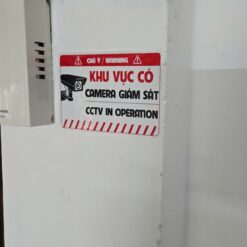 CHÚ Ý / WARNING
KHU VỰC CÓ
CAMERA GIÁM SÁT
CCTV IN OPERATION